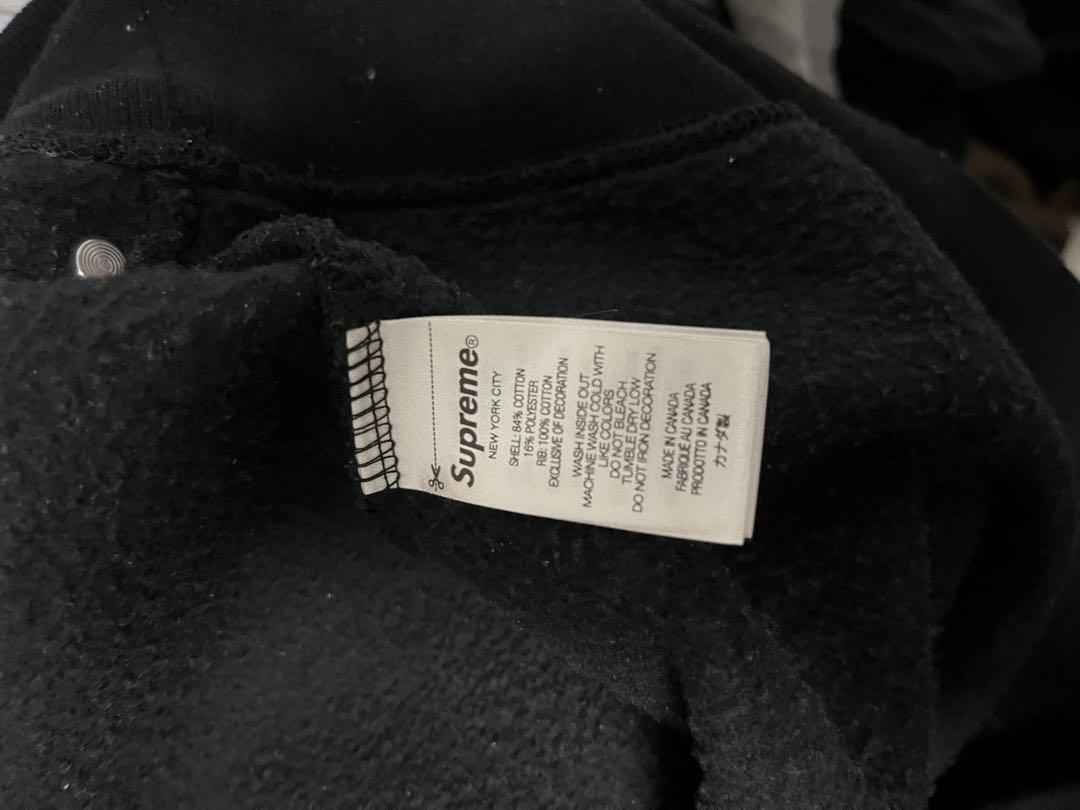 Supreme®
NEW YORK CITY
SHELL: 84% COTTON
16% POLYESTER
RIB: 100% COTTON
EXCLUSIVE OF DECORATION
WASH INSIDE OUT
MACHINE WASH COLD WITH
LIKE COLORS
DO NOT BLEACH
TUMBLE DRY LOW
DO NOT IRON DECORATION
MADE IN CANADA
FABRIQUÉ AU CANADA
PRODOTTO IN CANADA
カナダ製